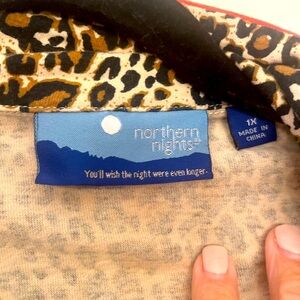 northern
nights
You'll wish the night were even longer.
1X
MADE IN
CHINA